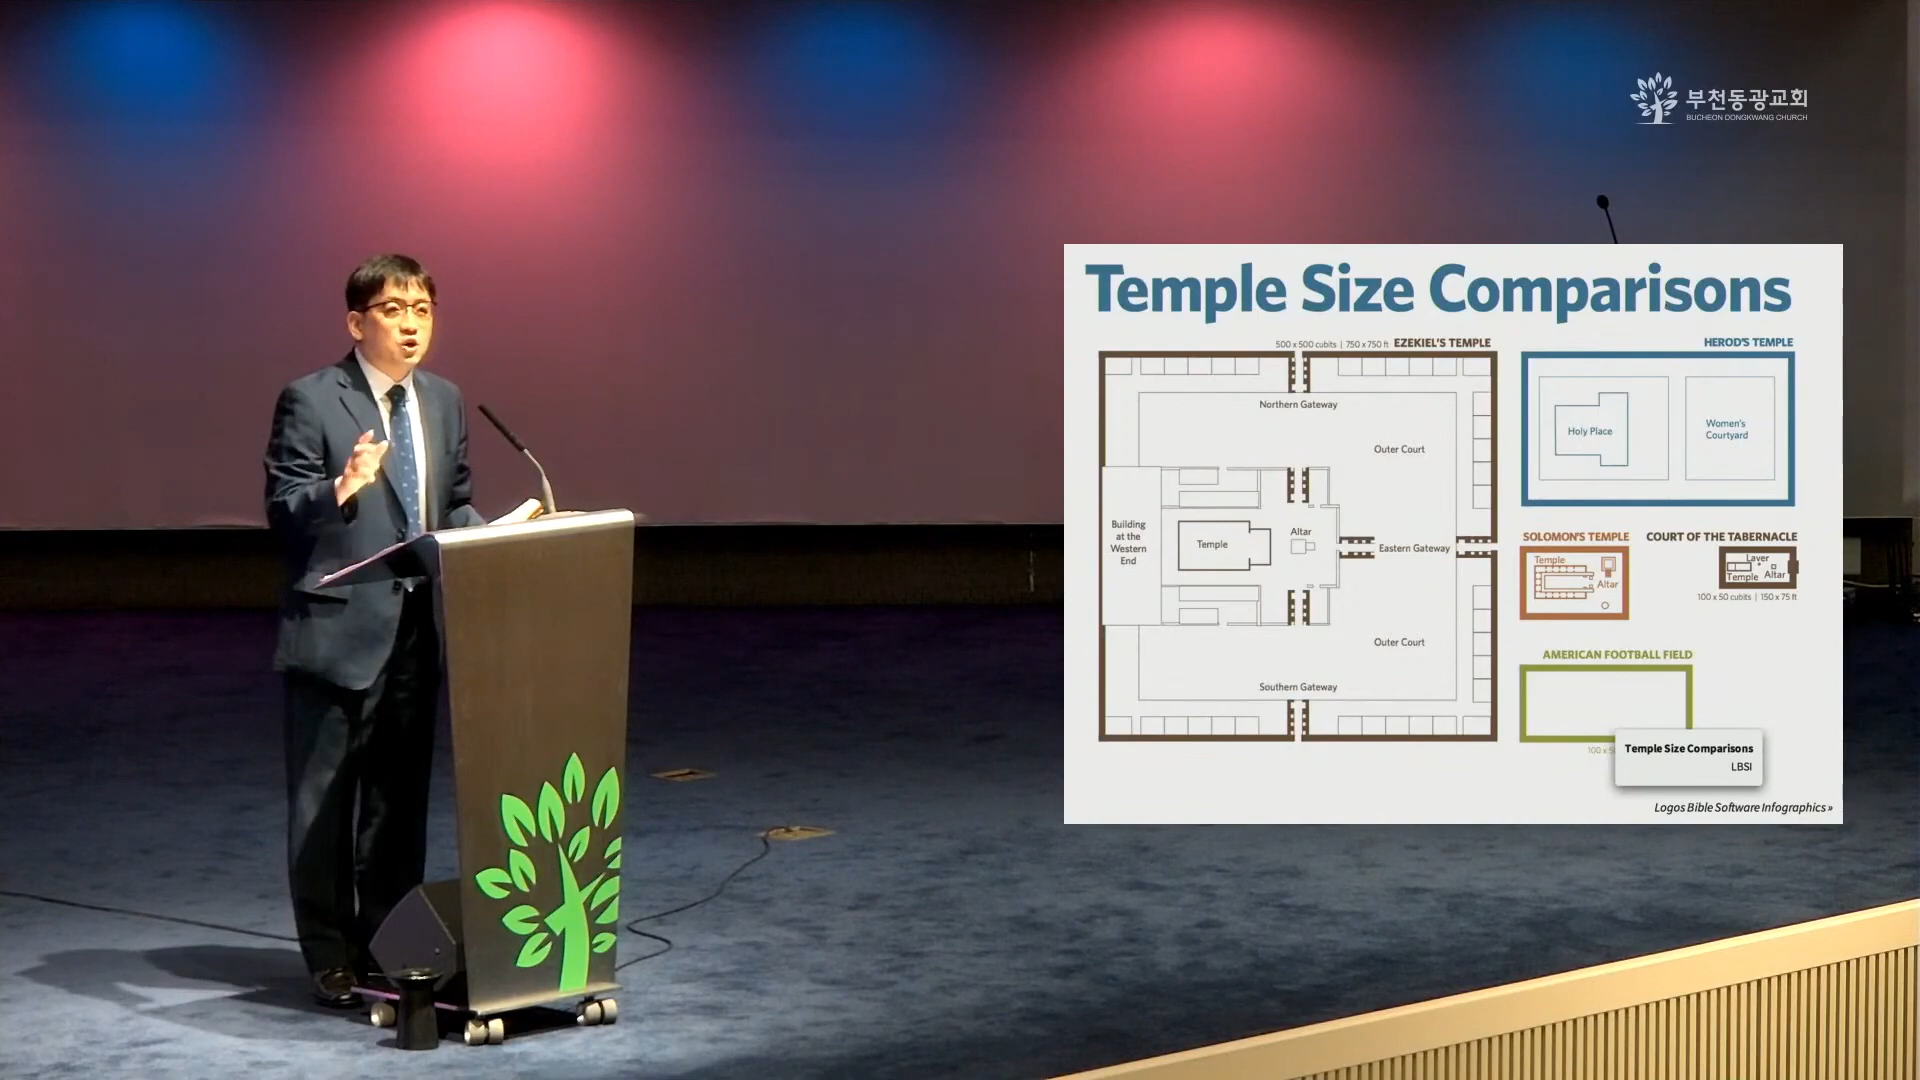 부천동광교회
BUCHEON DONGKWANG CHURCH
Temple Size Comparisons
500 x 500 cubits | 750 x 750 ft EZEKIEL'S TEMPLE
HEROD'S TEMPLE
Northern Gateway
Outer Court
Holy Place
Women's
Courtyard
Building
at the
Western
End
Temple
Altar
Eastern Gateway
SOLOMON'S TEMPLE
Temple
Altar
COURT OF THE TABERNACLE
Laver
Temple
Altar
100 x 50 cubits | 150 x 75 ft
Outer Court
Southern Gateway
AMERICAN FOOTBALL FIELD
100 x
Temple Size Comparisons
LBSI
Logos Bible Software Infographics »